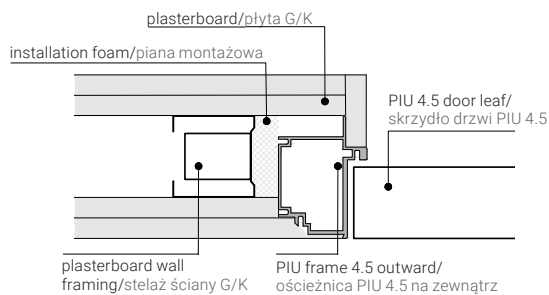 plasterboard/płyta G/K
installation foam/piana montażowa
PIU 4.5 door leaf/
skrzydło drzwi PIU 4.5
plasterboard wall
framing/stelaż ściany G/K
PIU frame 4.5 outward/
ościeżnica PIU 4.5 na zewnątrz